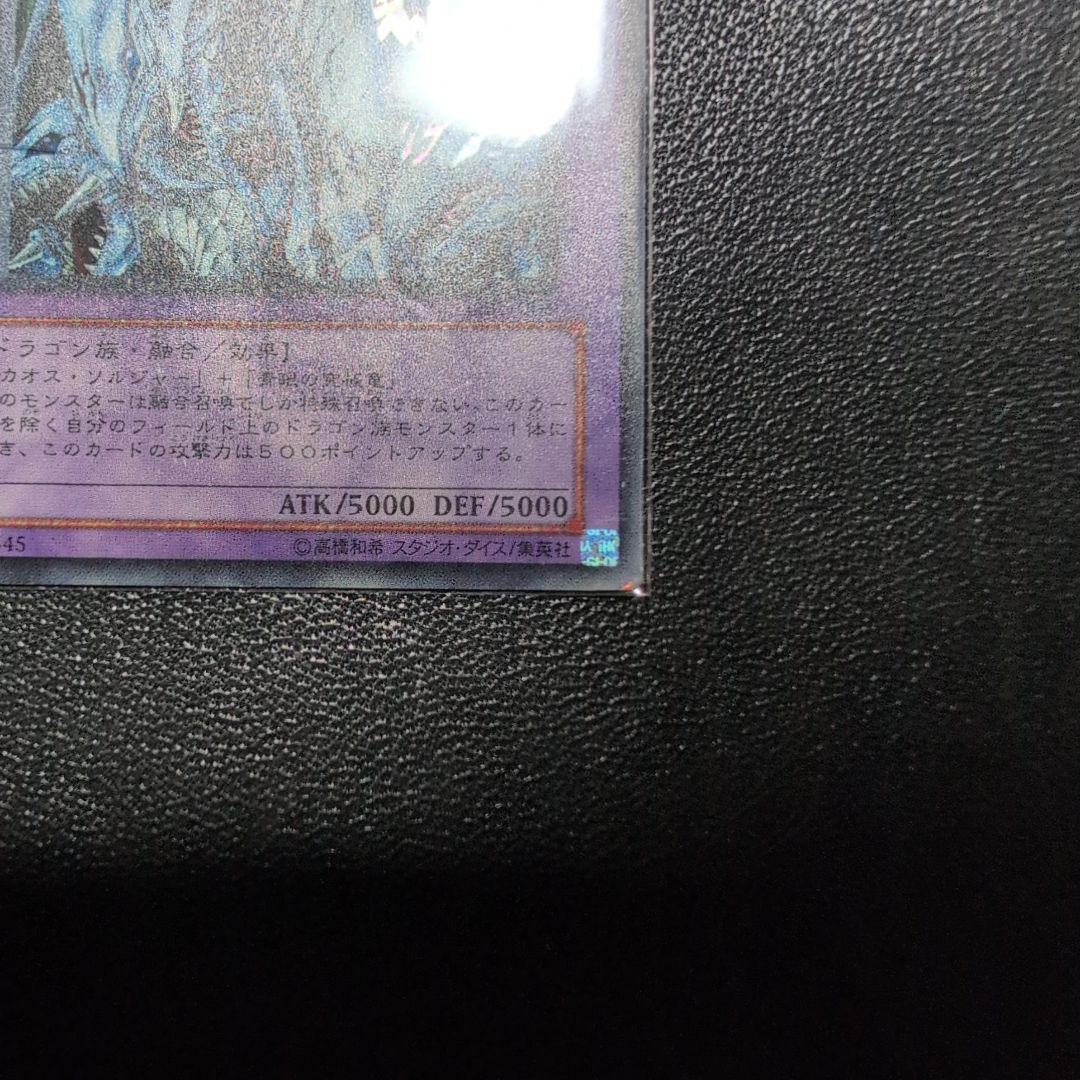 ドラゴン族・融合／効果】
カオス・ソルジャー」＋「青眼の究極竜」
のモンスターは融合召喚でしか特殊召喚できない。このカー
を除く自分のフィールド上のドラゴン族モンスター１体に
き、このカードの攻撃力は５００ポイントアップする。
ATK/5000 DEF/5000
45 ©高橋和希 スタジオ・ダイス/集英社